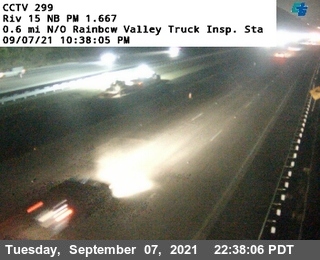 CCTV 299
Riv 15 NB PM 1.667
0.6 mi N/O Rainbcw Valley Truck Insp. Sta
09/07/21 10:38:05 PM
Tuesday, September 07, 2021 22:38:06 PDT